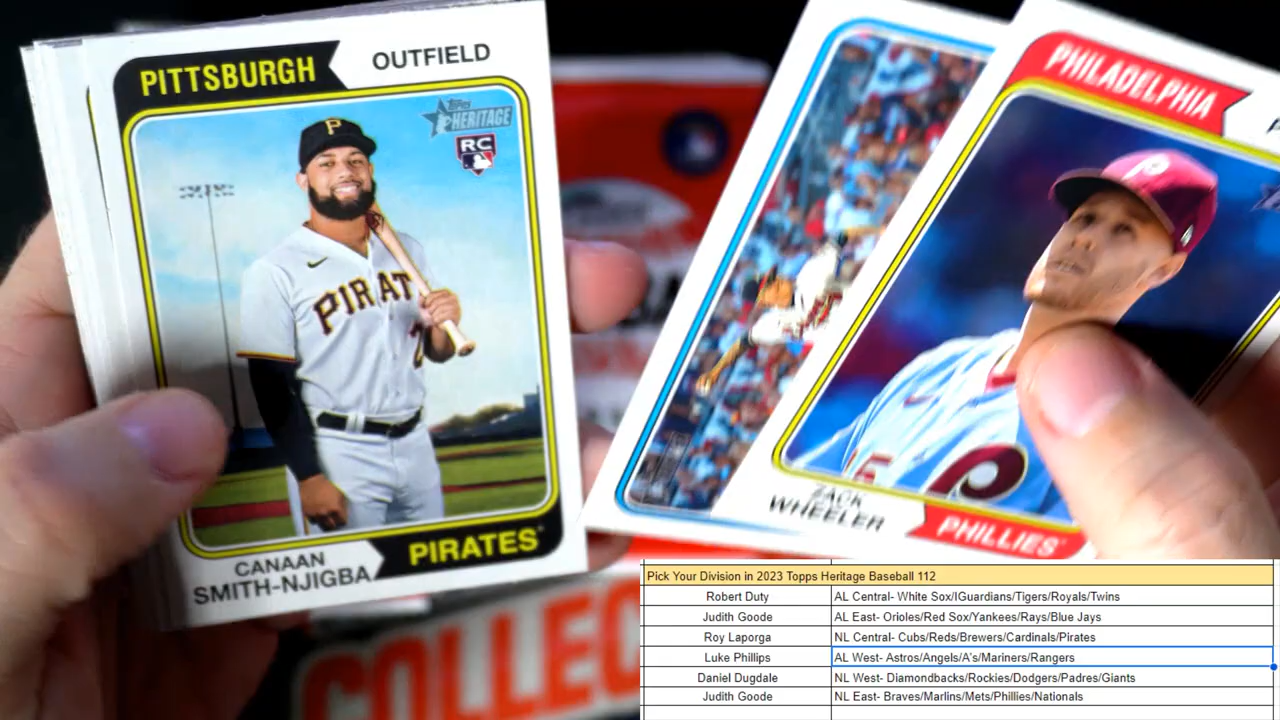 PITTSBURGH
OUTFIELD
Topps
HERITAGE
RC
P
PIRAT
CANAAN
SMITH-NJIGBA
PIRATES
PHILADELPHIA
P
P
ZACK
WHEELER
PHILLIES
COLLEC
Pick Your Division in 2023 Topps Heritage Baseball 112
Robert Duty AL Central- White Sox/IGuardians/Tigers/Royals/Twins
Judith Goode AL East- Orioles/Red Sox/Yankees/Rays/Blue Jays
Roy Laporga NL Central- Cubs/Reds/Brewers/Cardinals/Pirates
Luke Phillips AL West- Astros/Angels/A's/Mariners/Rangers
Daniel Dugdale NL West- Diamondbacks/Rockies/Dodgers/Padres/Giants
Judith Goode NL East- Braves/Marlins/Mets/Phillies/Nationals